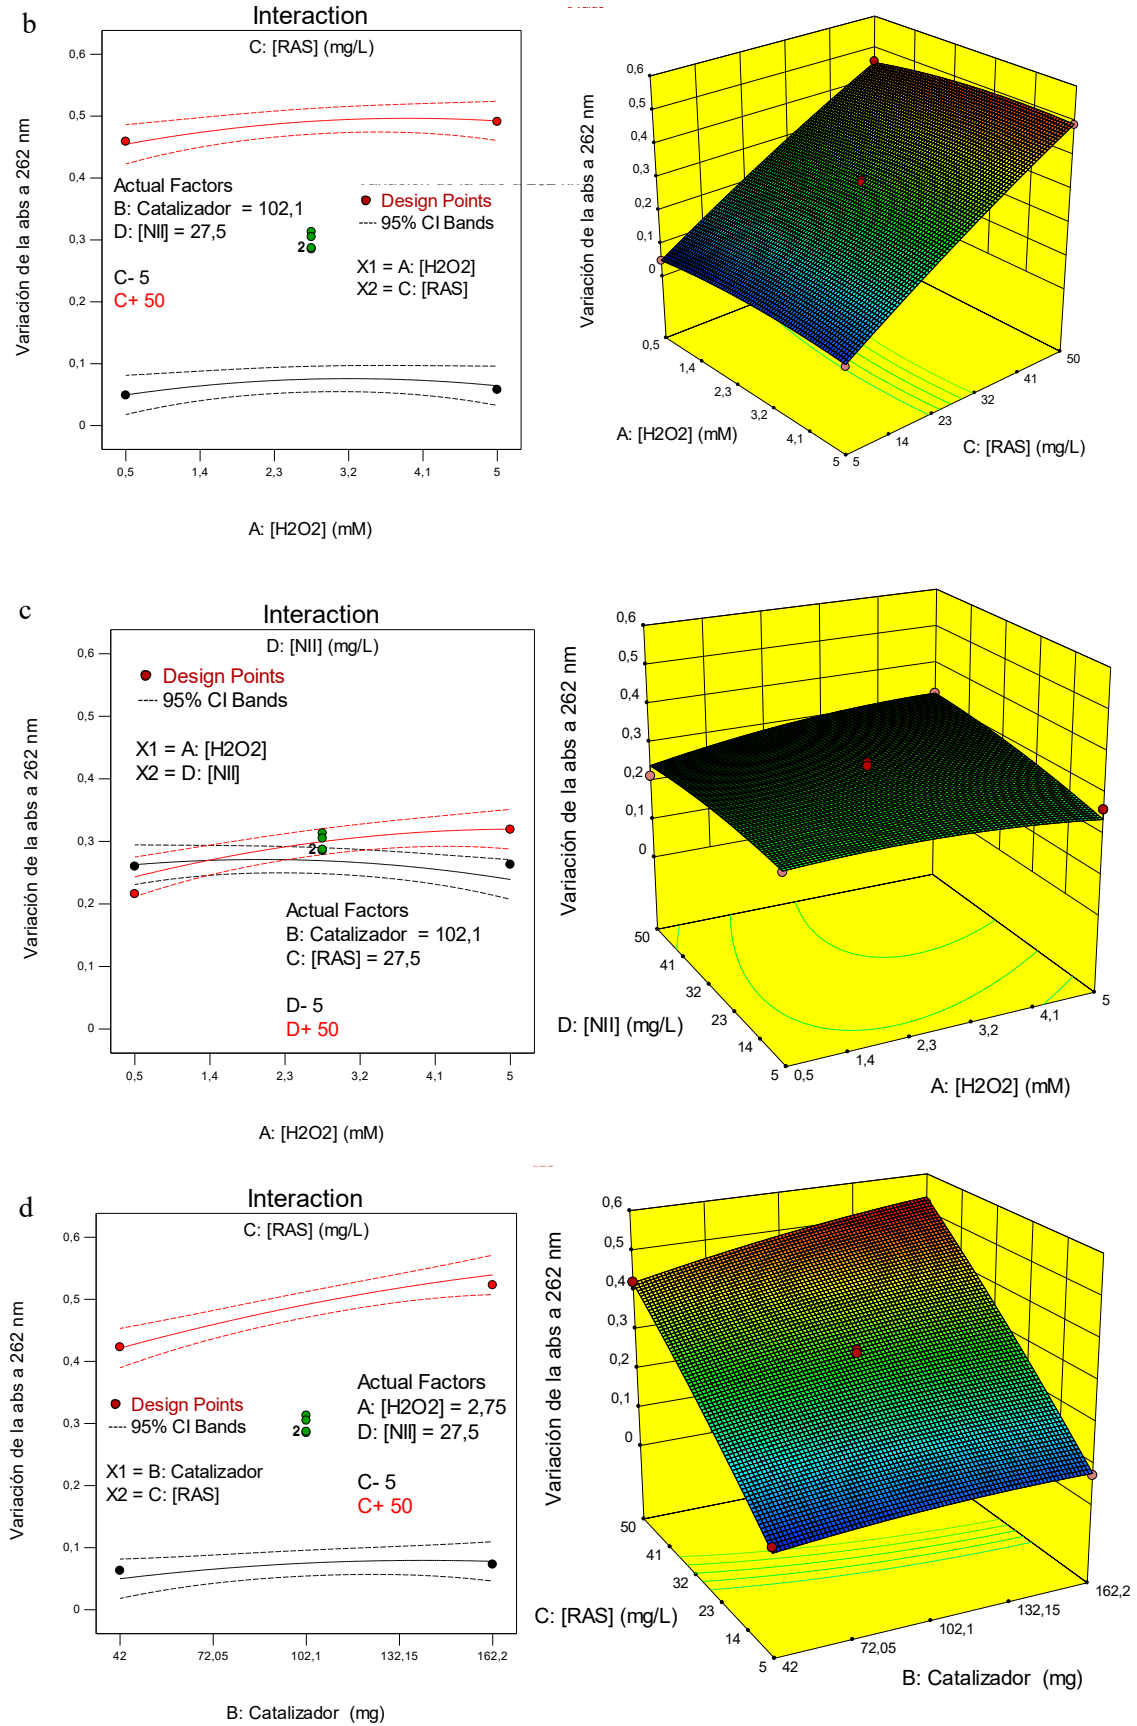 b
Interaction
C: [RAS] (mg/L)
Variación de la abs a 262 nm
0,6
0,5
0,4
0,3
0,2
0,1
0
Actual Factors
B: Catalizador = 102,1
D: [NII] = 27,5
C- 5
C+ 50
Design Points
95% CI Bands
X1 = A: [H2O2]
X2 = C: [RAS]
2
0,5
1,4
2,3
3,2
4,1
5
A: [H2O2] (mM)
Variación de la abs a 262 nm
0,6
0,5
0,4
0,3
0,2
0,1
0
0,5
1,4
2,3
3,2
4,1
5
A: [H2O2] (mM)
5
14
23
32
41
50
C: [RAS] (mg/L)
c
Interaction
D: [NII] (mg/L)
Variación de la abs a 262 nm
0,6
0,5
0,4
0,3
0,2
0,1
0
Design Points
95% CI Bands
X1 = A: [H2O2]
X2 = D: [NII]
2
Actual Factors
B: Catalizador = 102,1
C: [RAS] = 27,5
D- 5
D+ 50
0,5
1,4
2,3
3,2
4,1
5
A: [H2O2] (mM)
Variación de la abs a 262 nm
0,6
0,5
0,4
0,3
0,2
0,1
0
50
41
32
23
14
5
D: [NII] (mg/L)
0,5
1,4
2,3
3,2
4,1
5
A: [H2O2] (mM)
d
Interaction
C: [RAS] (mg/L)
Variación de la abs a 262 nm
0,6
0,5
0,4
0,3
0,2
0,1
0
Design Points
95% CI Bands
X1 = B: Catalizador
X2 = C: [RAS]
2
Actual Factors
A: [H2O2] = 2,75
D: [NII] = 27,5
C- 5
C+ 50
42
72,05
102,1
132,15
162,2
B: Catalizador (mg)
Variación de la abs a 262 nm
0,6
0,5
0,4
0,3
0,2
0,1
0
50
41
32
23
14
5
C: [RAS] (mg/L)
42
72,05
102,1
132,15
162,2
B: Catalizador (mg)